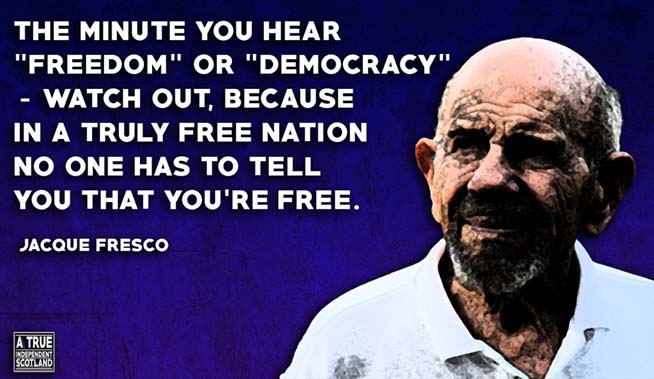 THE MINUTE YOU HEAR
"FREEDOM" OR "DEMOCRACY"
- WATCH OUT, BECAUSE
IN A TRULY FREE NATION
NO ONE HAS TO TELL
YOU THAT YOU'RE FREE.
JACQUE FRESCO
A TRUE
INDEPENDENT
SCOTLAND